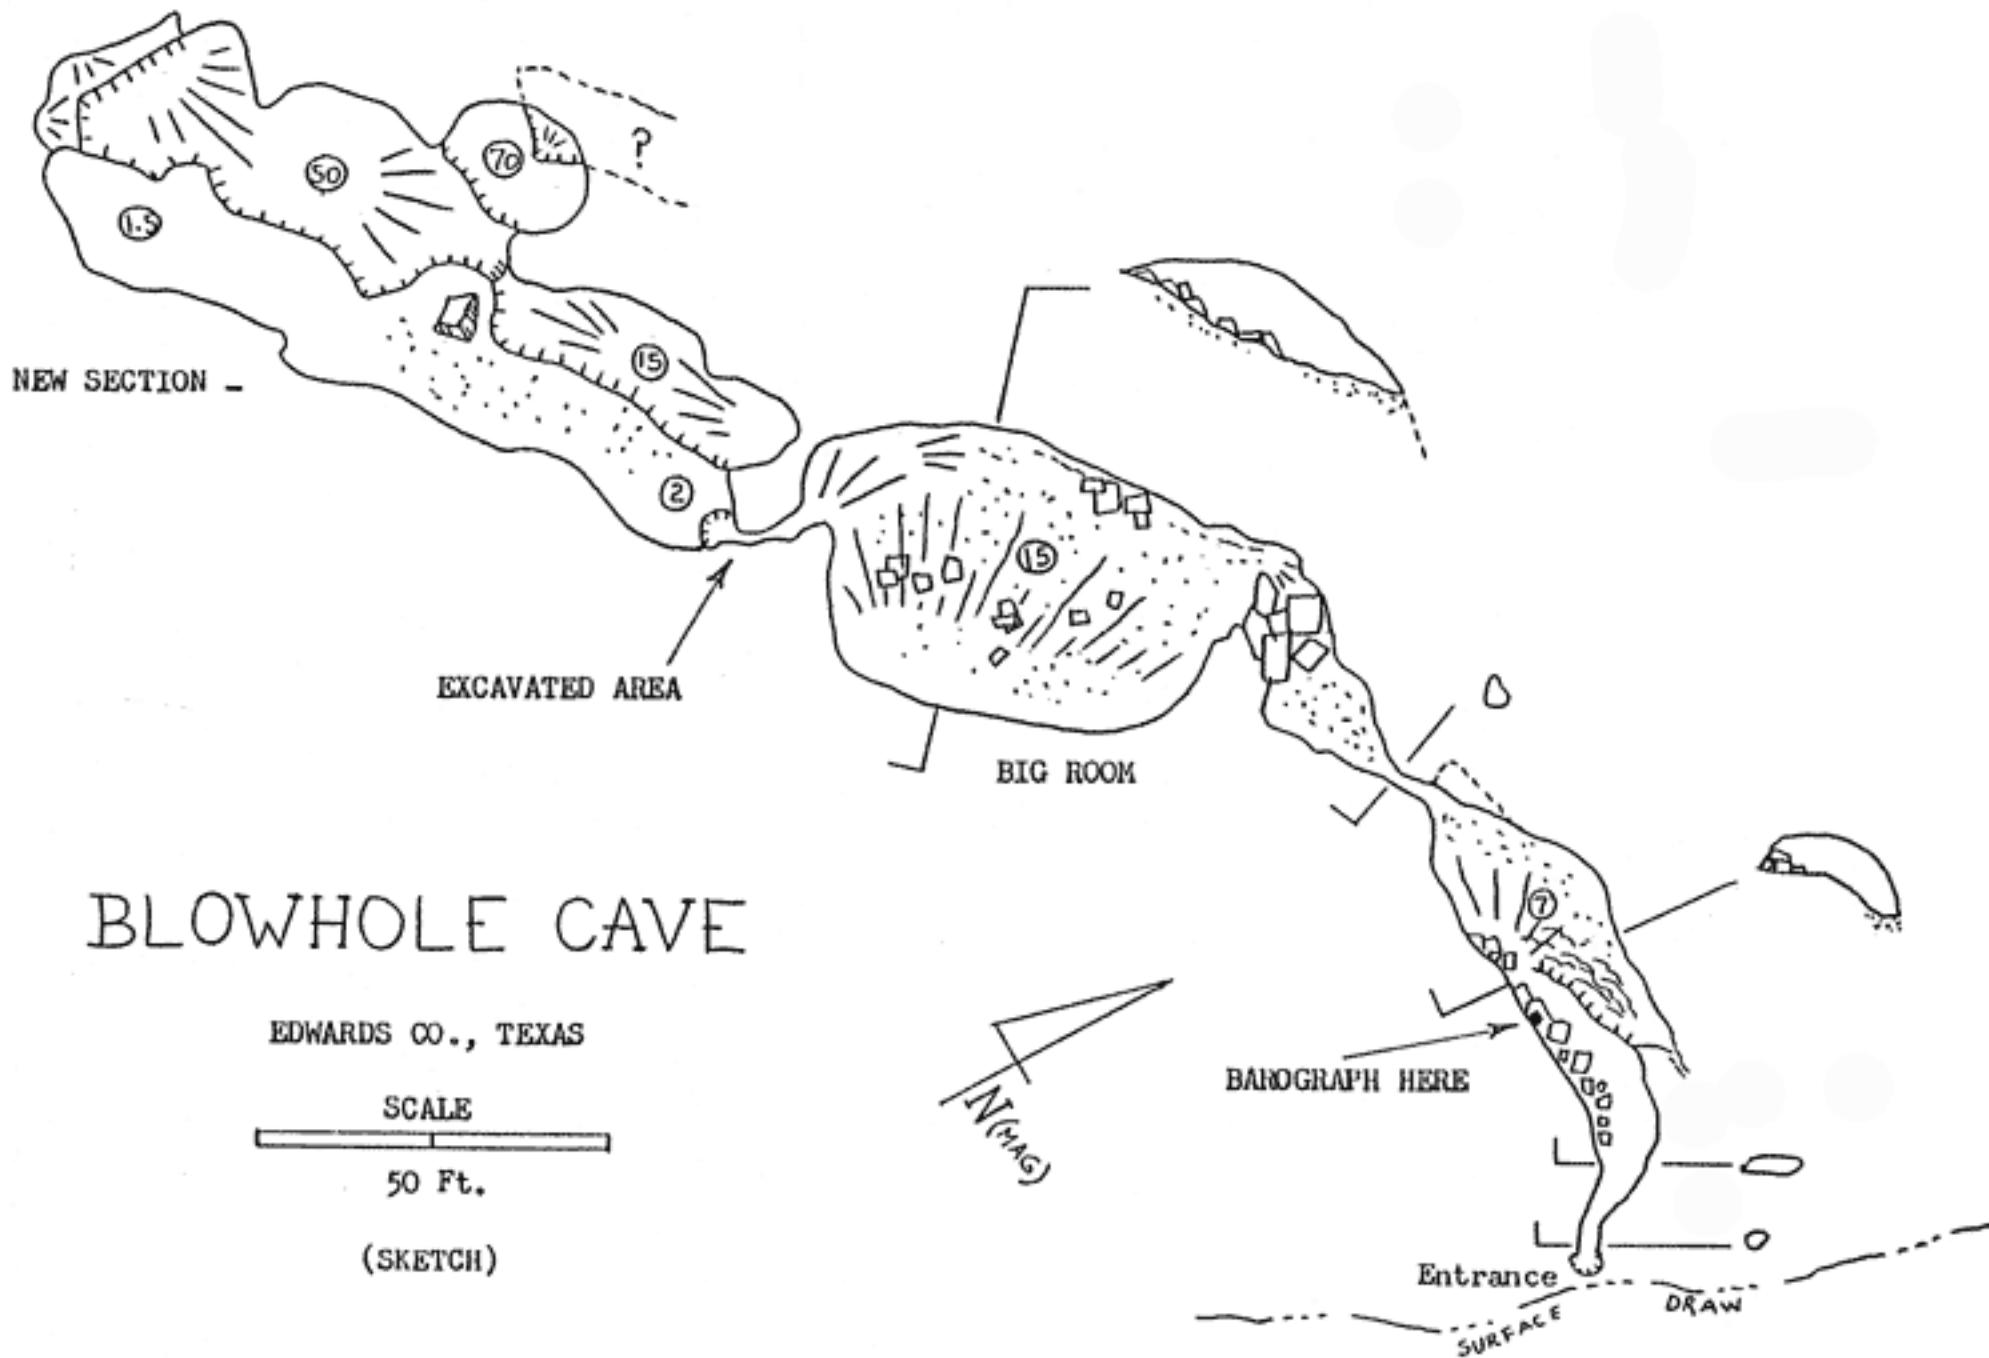 50
70
?
1.5
15
NEW SECTION -
2
15
EXCAVATED AREA
BIG ROOM
7
BLOWHOLE CAVE
EDWARDS CO., TEXAS
SCALE
50 Ft.
(SKETCH)
N(MAG)
BAROGRAPH HERE
Entrance
SURFACE DRAW